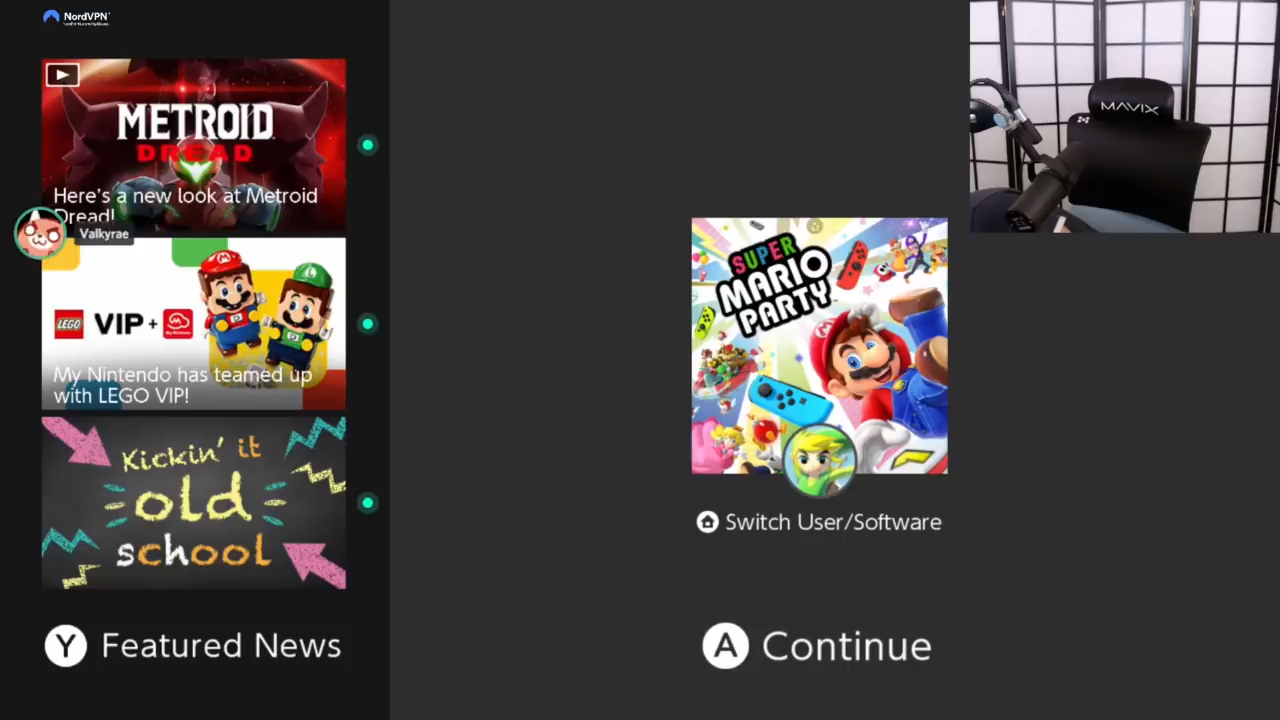 NordVPN®
METROID
DREAD
Here's a new look at Metroid
Dread!
Valkyrae
LEGO VIP +
My Nintendo has teamed up
with LEGO VIP!
Kickin' it
old
school
Y Featured News
MAVIX
SUPER
MARIO
PARTY
Switch User/Software
A Continue